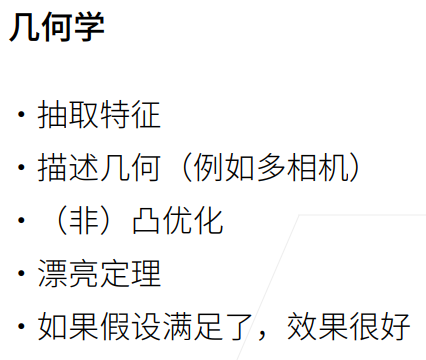 几何学
• 抽取特征
• 描述几何（例如多相机）
• （非）凸优化
• 漂亮定理
• 如果假设满足了，效果很好